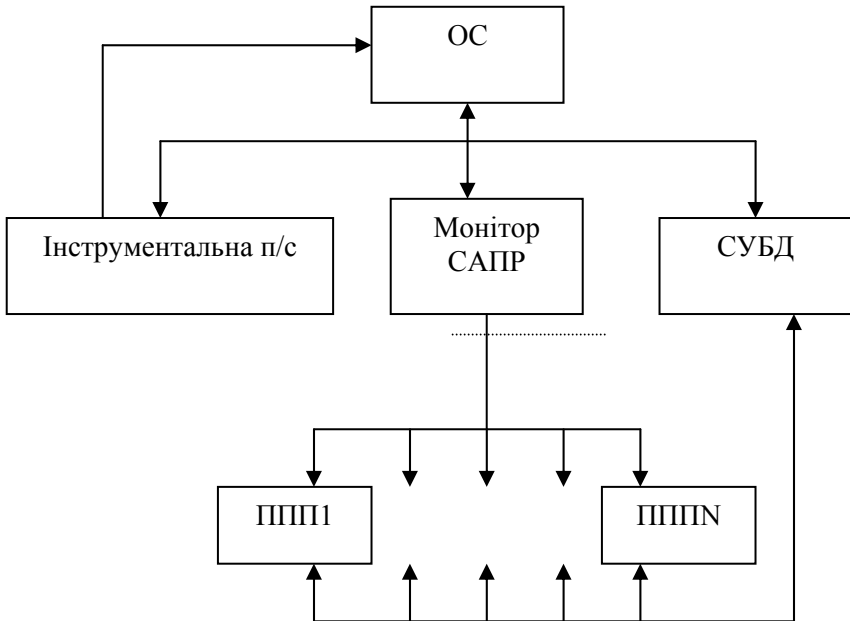 ОС
Інструментальна п/с
Монітор
САПР
СУБД
ППП1
ПППN